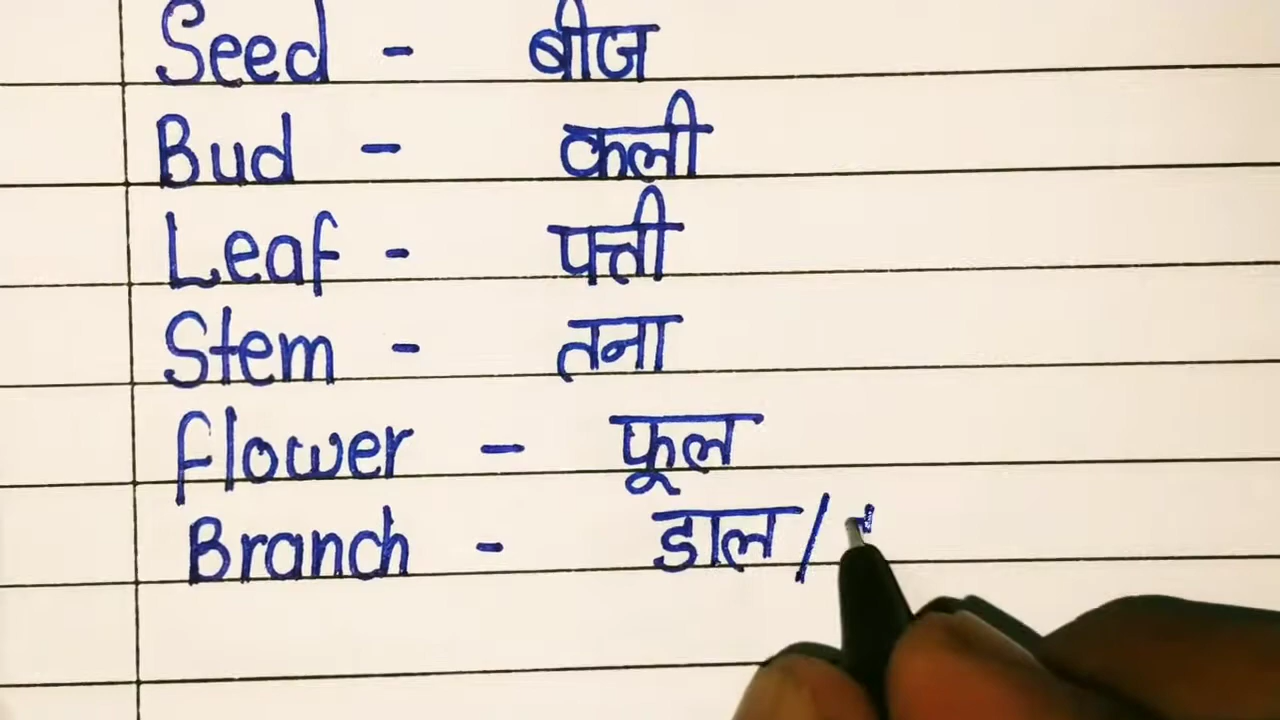 Seed - बीज
Bud - कली
Leaf - पत्ती
Stem - तना
flower - फूल
Branch - डाल /